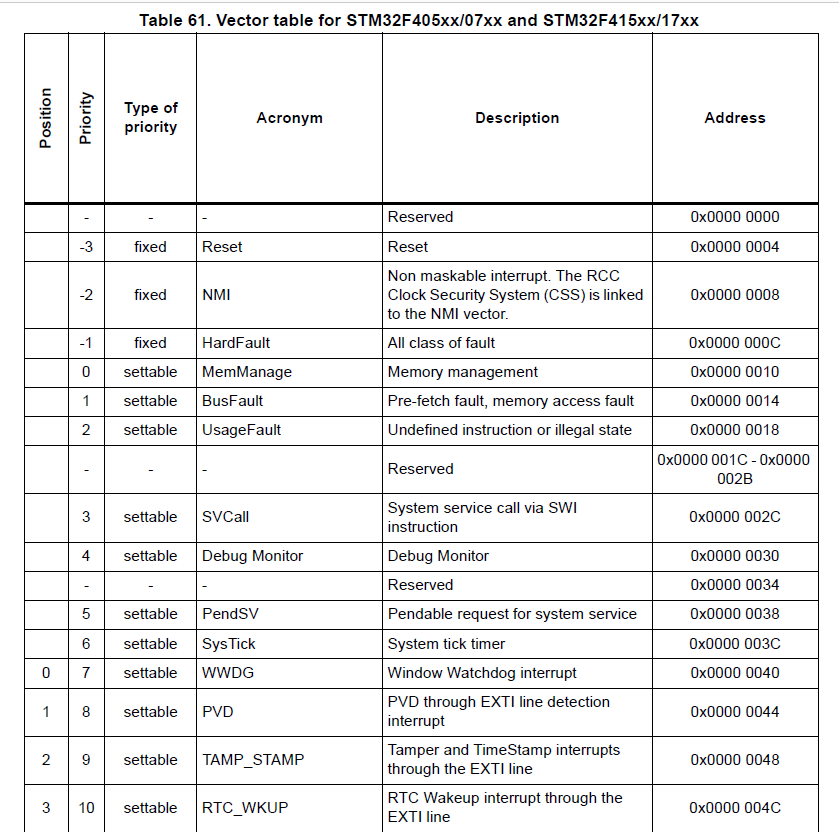 Table 61. Vector table for STM32F405xx/07xx and STM32F415xx/17xx
Position Priority Type of priority Acronym Description Address
- - - Reserved 0x0000 0000
-3 fixed Reset Reset 0x0000 0004
-2 fixed NMI Non maskable interrupt. The RCC
Clock Security System (CSS) is linked
to the NMI vector. 0x0000 0008
-1 fixed HardFault All class of fault 0x0000 000C
0 settable MemManage Memory management 0x0000 0010
1 settable BusFault Pre-fetch fault, memory access fault 0x0000 0014
2 settable UsageFault Undefined instruction or illegal state 0x0000 0018
- - - Reserved 0x0000 001C - 0x0000
002B
3 settable SVCall System service call via SWI
instruction 0x0000 002C
4 settable Debug Monitor Debug Monitor 0x0000 0030
- - - Reserved 0x0000 0034
5 settable PendSV Pendable request for system service 0x0000 0038
6 settable SysTick System tick timer 0x0000 003C
0 7 settable WWDG Window Watchdog interrupt 0x0000 0040
1 8 settable PVD PVD through EXTI line detection
interrupt 0x0000 0044
2 9 settable TAMP_STAMP Tamper and TimeStamp interrupts
through the EXTI line 0x0000 0048
3 10 settable RTC_WKUP RTC Wakeup interrupt through the
EXTI line 0x0000 004C